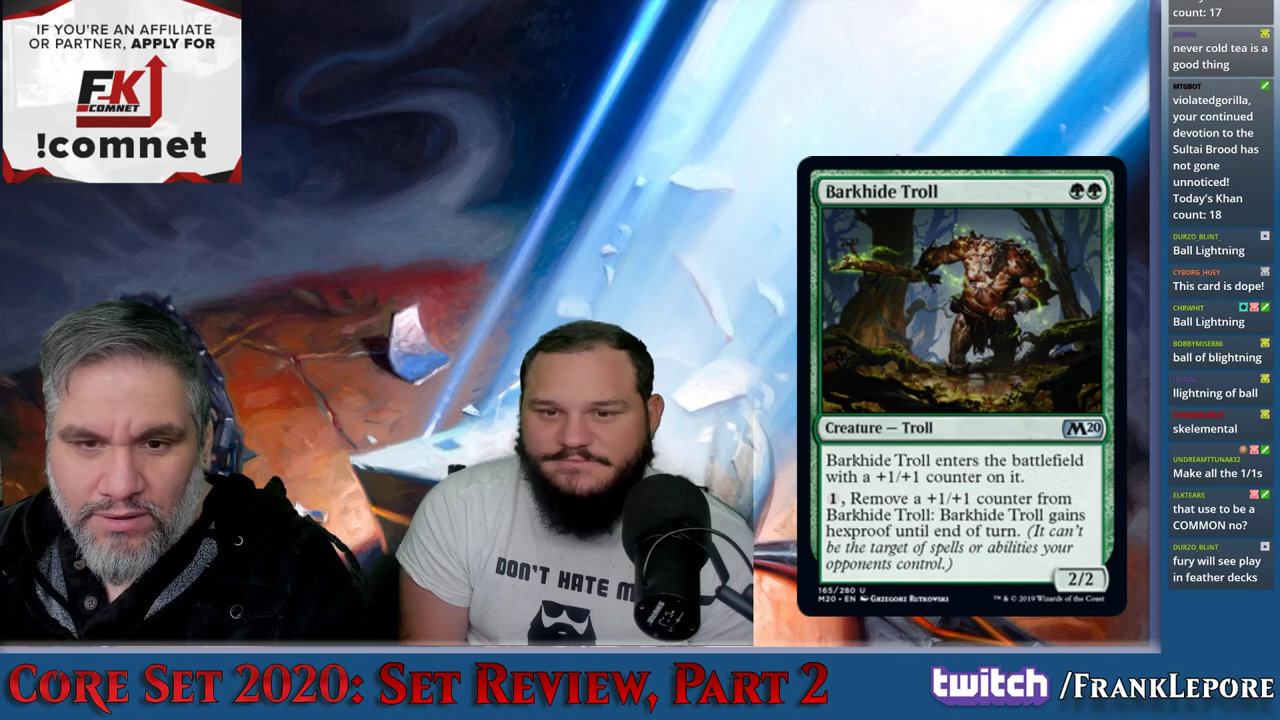 IF YOU'RE AN AFFILIATE
OR PARTNER, APPLY FOR
FK
COMNET
!comnet
DON'T HATE M
Barkhide Troll
Creature — Troll
M20
Barkhide Troll enters the battlefield
with a +1/+1 counter on it.
1, Remove a +1/+1 counter from
Barkhide Troll: Barkhide Troll gains
hexproof until end of turn. (It can't
be the target of spells or abilities your
opponents control.)
2/2
165/280 U
M20 • EN GRZEGORZ RUTKOWSKI
™ & © 2019 Wizards of the Coast
count: 17
never cold tea is a
good thing
MTGBOT
violatedgorilla,
your continued
devotion to the
Sultai Brood has
not gone
unnoticed!
Today's Khan
count: 18
DURZO_BLINT_
Ball Lightning
CYBORG_HUEY
This card is dope!
CHRWHIT
Ball Lightning
BOBBYMISER86
ball of blightning
llightning of ball
skelemental
UNDREAMTTUNA832
Make all the 1/1s
ELKTEARS
that use to be a
COMMON no?
DURZO_BLINT_
fury will see play
in feather decks
CORE SET 2020: SET REVIEW, PART 2
twitch /FRANKLEPORE